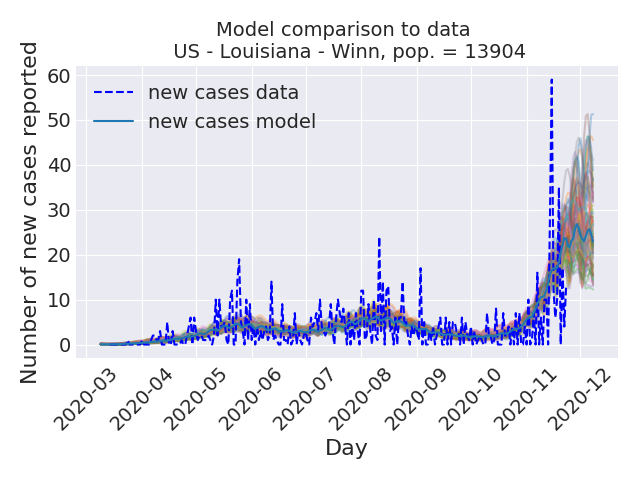 Model comparison to data
US - Louisiana - Winn, pop. = 13904
Number of new cases reported
60
50
40
30
20
10
0
new cases data
new cases model
2020-03
2020-04
2020-05
2020-06
2020-07
2020-08
2020-09
2020-10
2020-11
2020-12
Day